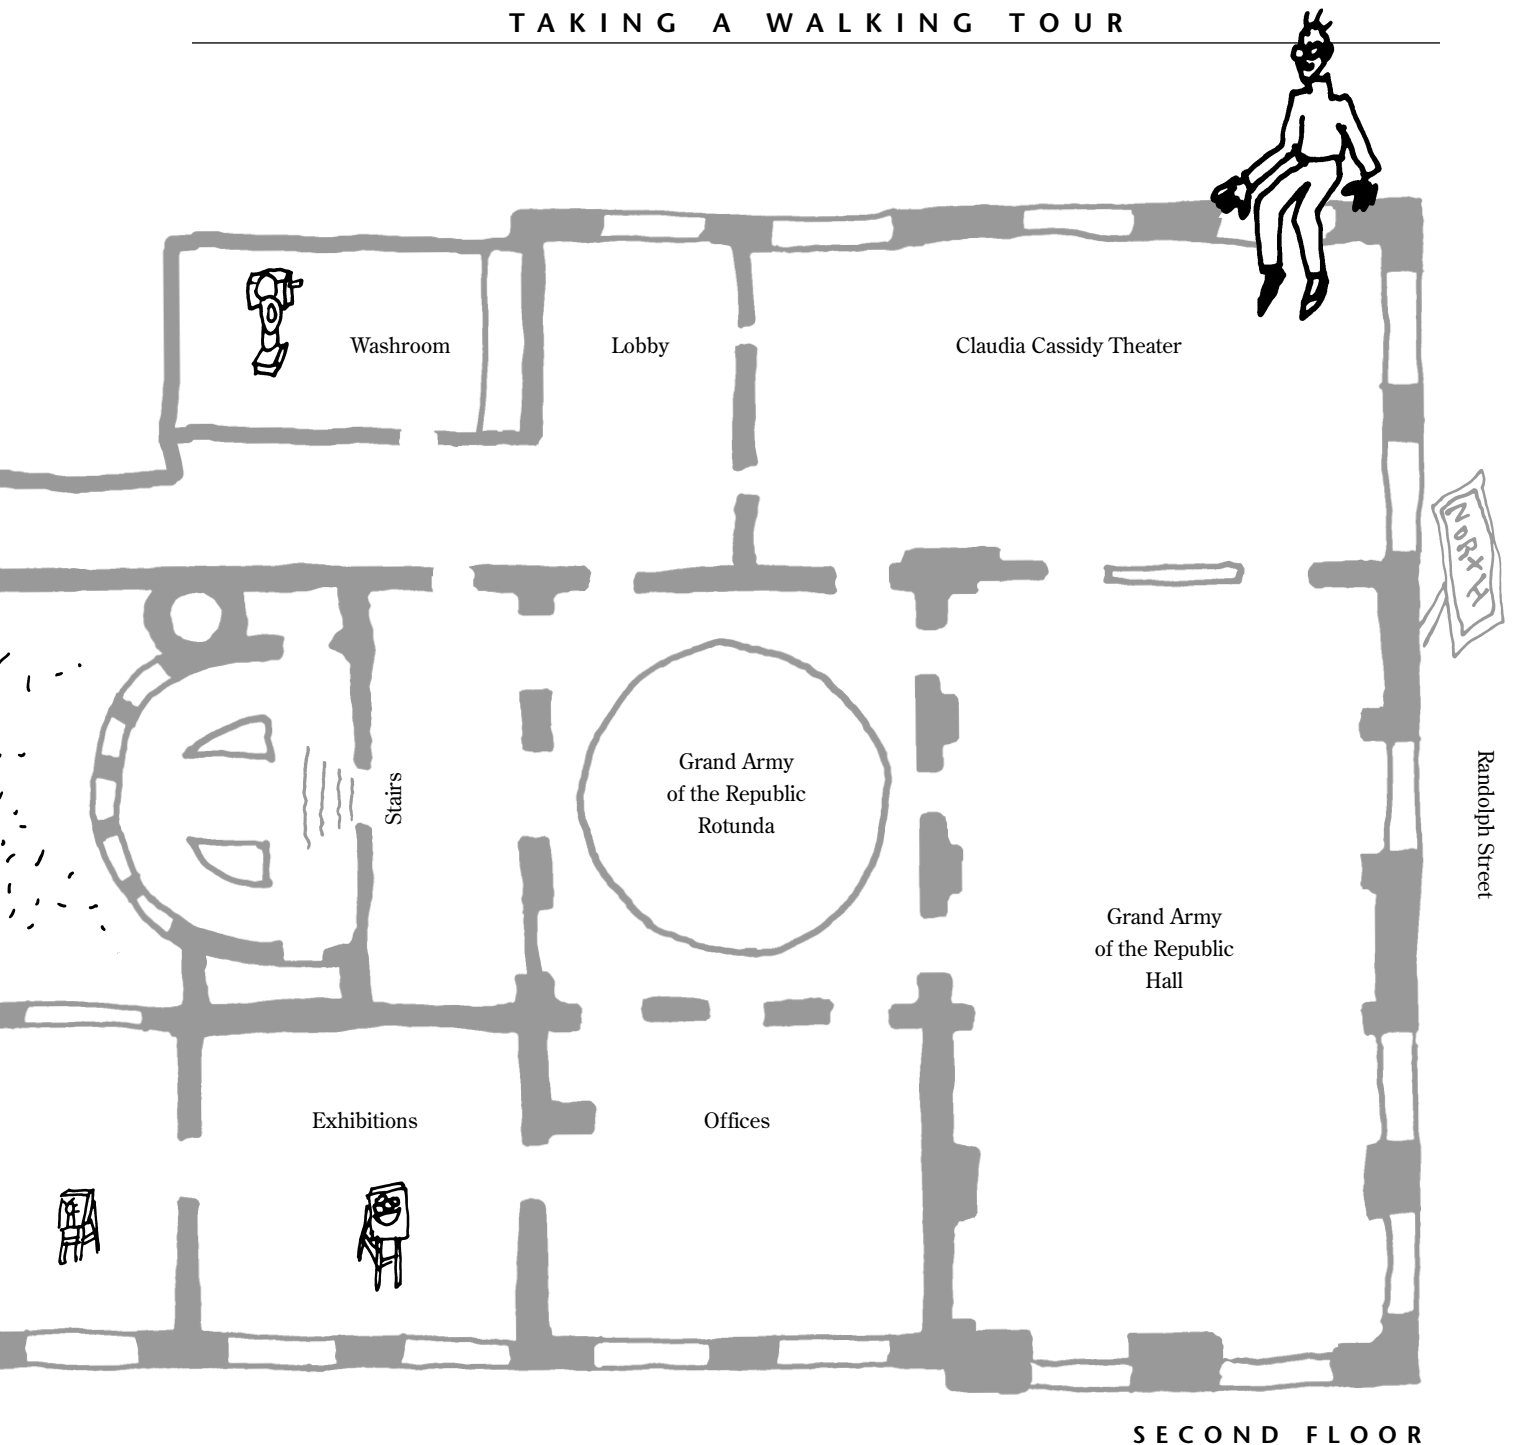 TAKING A WALKING TOUR
Washroom
Lobby
Claudia Cassidy Theater
NORTH
Stairs
Grand Army
of the Republic
Rotunda
Randolph Street
Grand Army
of the Republic
Hall
Exhibitions
Offices
SECOND FLOOR